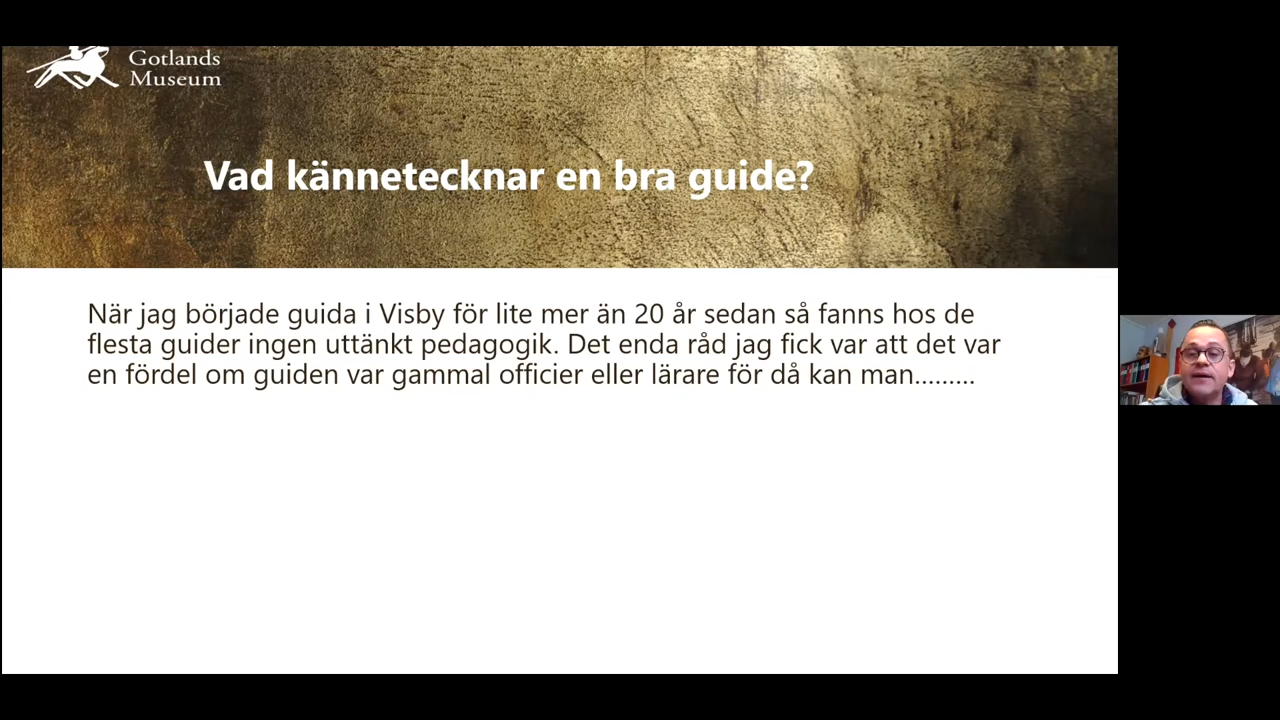 Gotlands
Museum
Vad kännetecknar en bra guide?
När jag började guida i Visby för lite mer än 20 år sedan så fanns hos de
flesta guider ingen uttänkt pedagogik. Det enda råd jag fick var att det var
en fördel om guiden var gammal officier eller lärare för då kan man.........